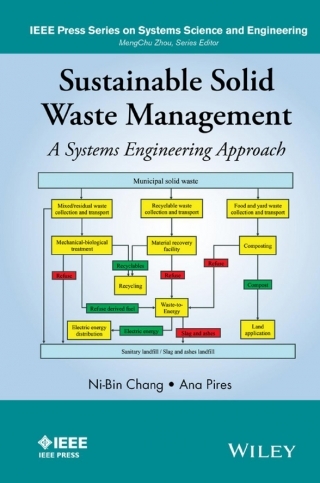 IEEE Press Series on Systems Science and Engineering
MengChu Zhou, Series Editor
Sustainable Solid
Waste Management
A Systems Engineering Approach
Municipal solid waste
Mixed/residual waste
collection and transport
Recyclable waste
collection and transport
Food and yard waste
collection and transport
Mechanical-biological
treatment
Material recovery
facility
Composting
Refuse
Recyclables
Refuse
Refuse
Recycling
Compost
Refuse derived fuel
Waste-to-
Energy
Electric energy
distribution
Electric energy
Slag and ashes
Land
application
Sanitary landfill / Slag and ashes landfill
Ni-Bin Chang • Ana Pires
IEEE
IEEE PRESS
WILEY